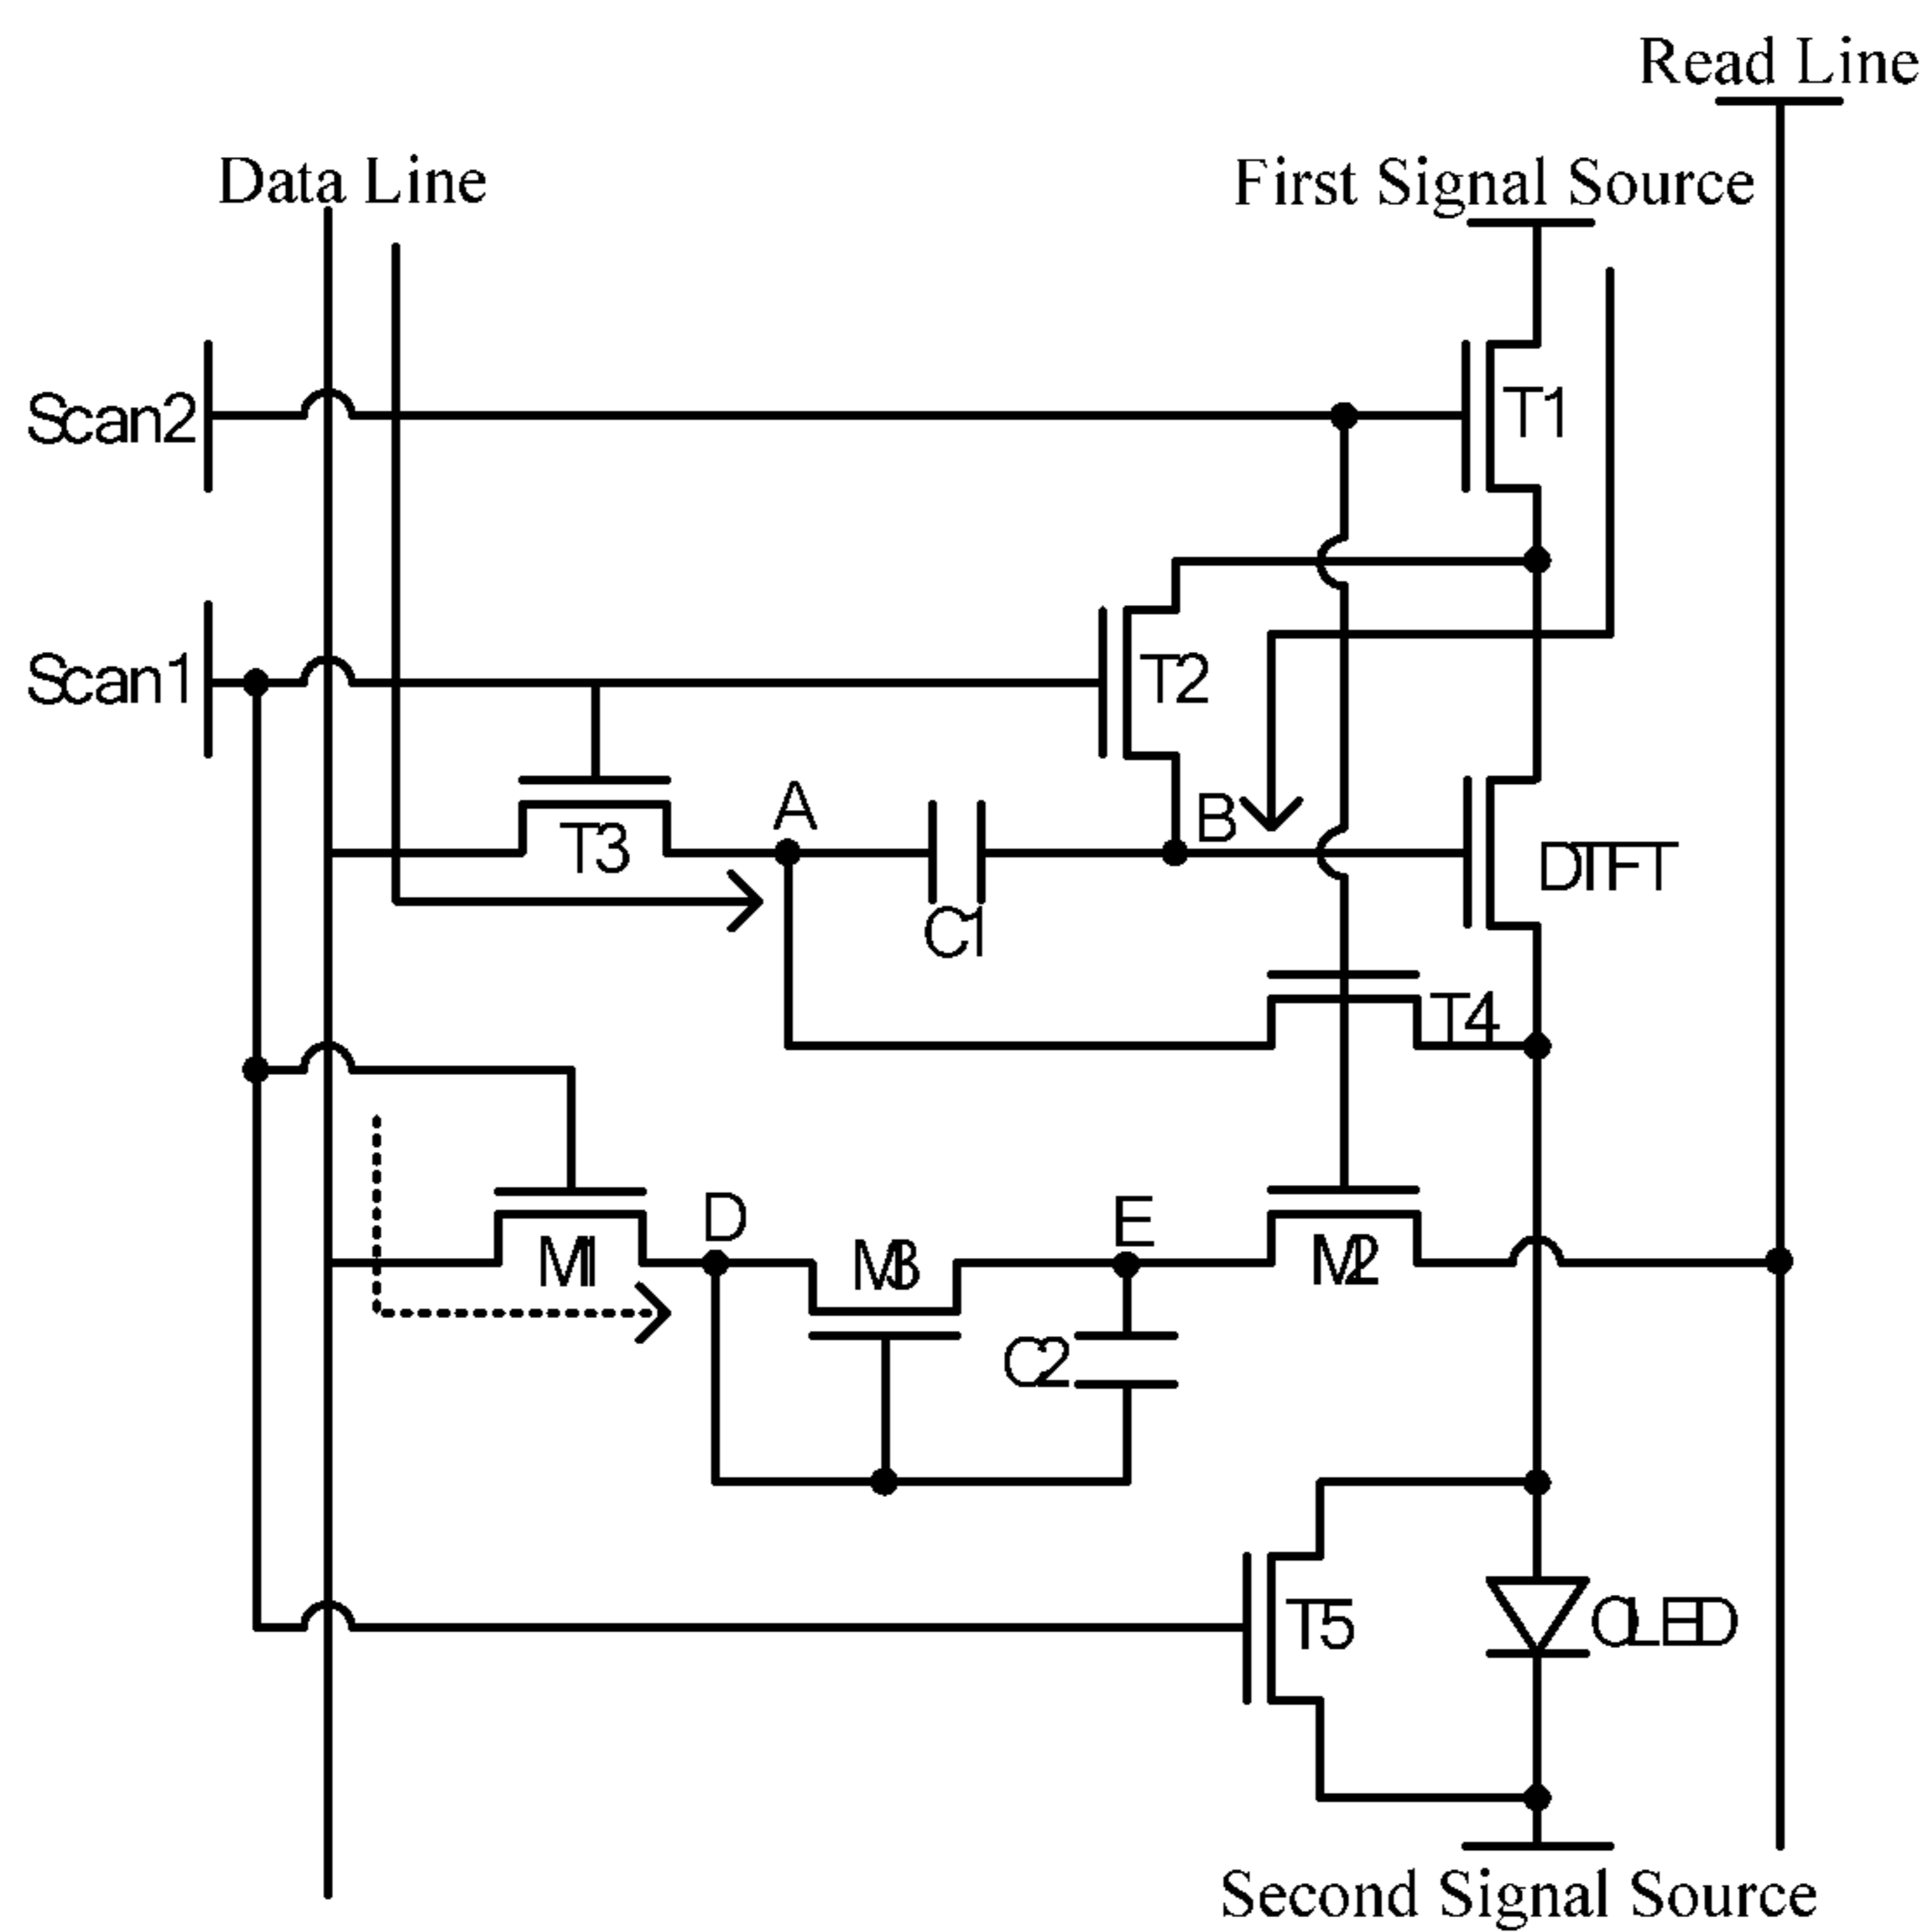 Read Line
Data Line
First Signal Source
Scan2
T1
Scan1
T2
A
B
T3
DTFT
C1
T4
D
E
M1
M3
M2
C2
T5
OLED
Second Signal Source